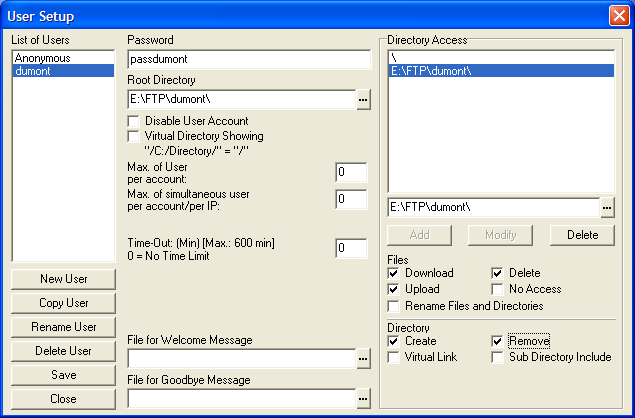 User Setup
List of Users
Anonymous
dumont
New User
Copy User
Rename User
Delete User
Save
Close
Password
passdumont
Root Directory
E:\FTP\dumont\
...
Disable User Account
Virtual Directory Showing
"/C:/Directory/" = "/"
Max. of User
per account:
0
Max. of simultaneous user
per account/per IP:
0
Time-Out: (Min) [Max.: 600 min]
0 = No Time Limit
0
File for Welcome Message
...
File for Goodbye Message
...
Directory Access
\
E:\FTP\dumont\
E:\FTP\dumont\
...
Add
Modify
Delete
Files
Download
Delete
Upload
No Access
Rename Files and Directories
Directory
Create
Remove
Virtual Link
Sub Directory Include